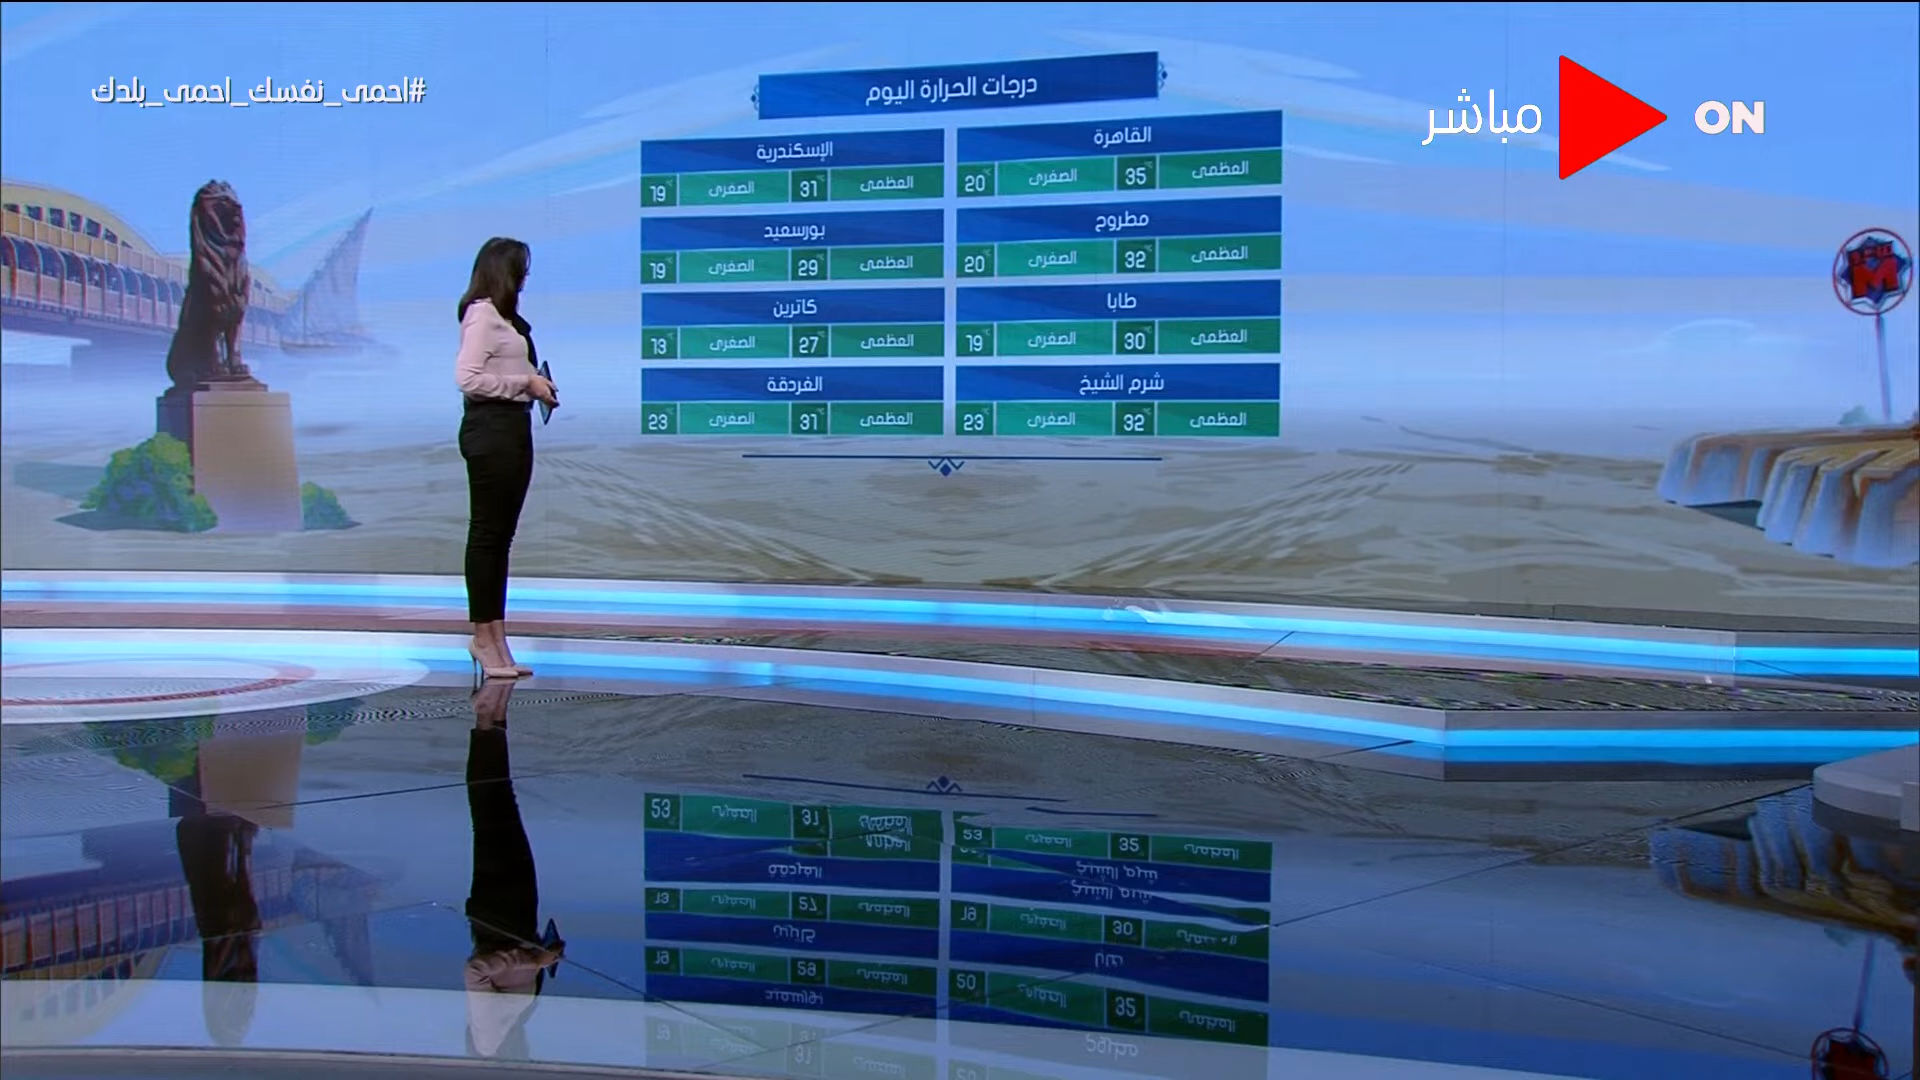 #احمى_نفسك_احمى_بلدك
مباشر ON
درجات الحرارة اليوم
القاهرة
العظمى 35 الصغرى 20
الإسكندرية
العظمى 31 الصغرى 19
مطروح
العظمى 32 الصغرى 20
بورسعيد
العظمى 29 الصغرى 19
طابا
العظمى 30 الصغرى 19
كاترين
العظمى 27 الصغرى 13
شرم الشيخ
العظمى 32 الصغرى 23
الغردقة
العظمى 31 الصغرى 23
M